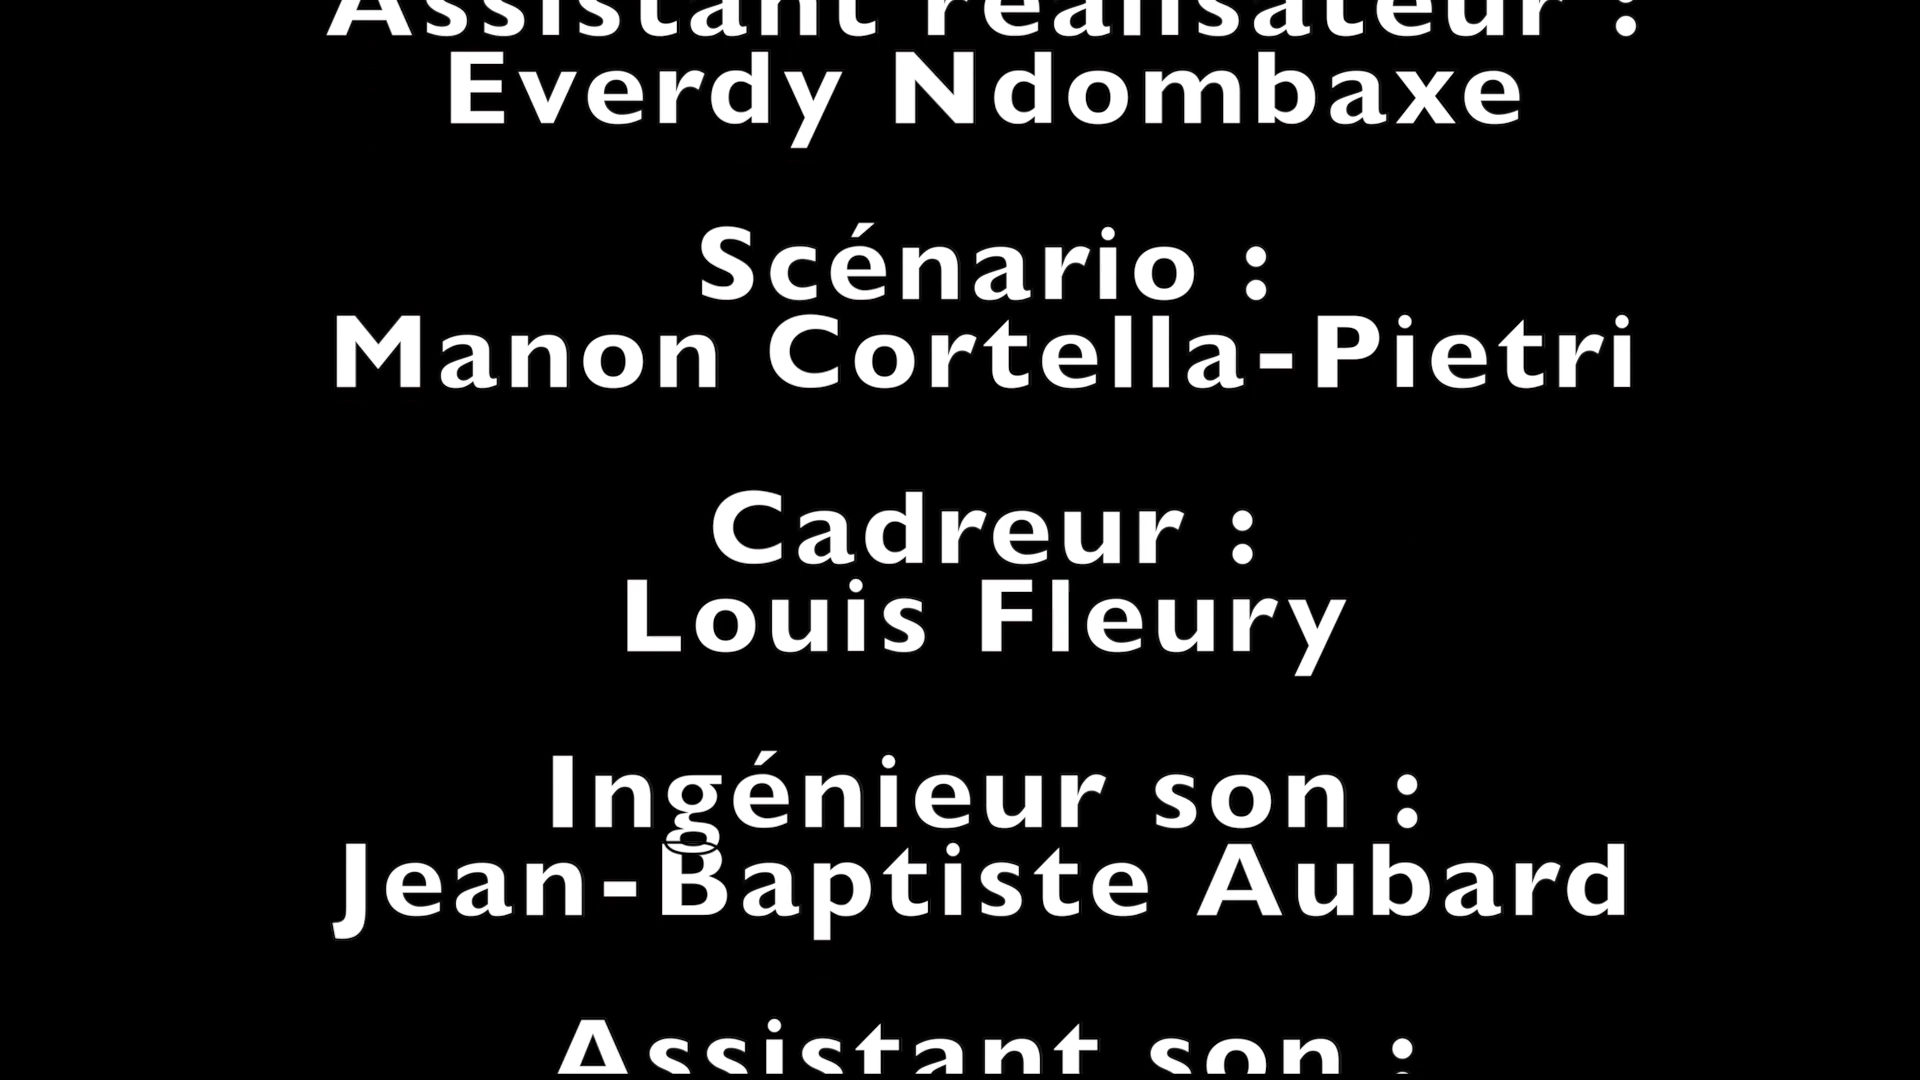 Assistant réalisateur :
Everdy Ndombaxe
Scénario :
Manon Cortella-Pietri
Cadreur :
Louis Fleury
Ingénieur son :
Jean-Baptiste Aubard
Assistant son :